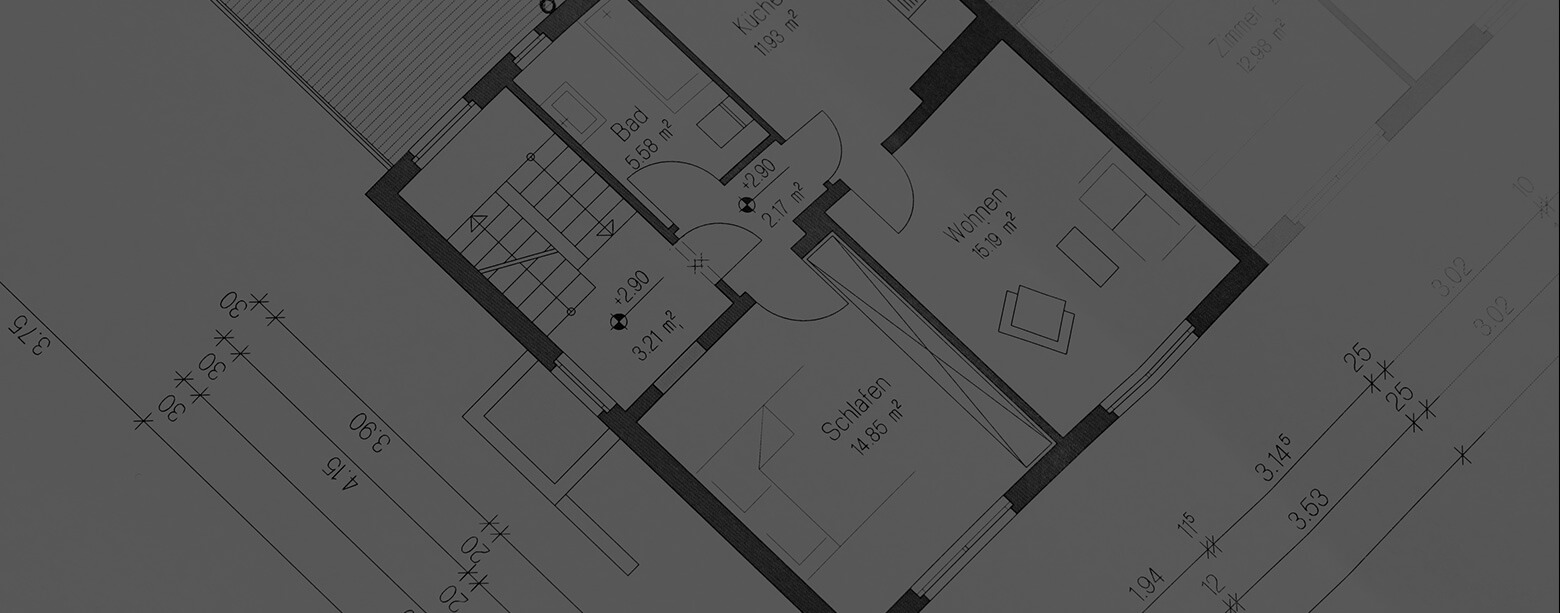 Küche
11.93 m²
Zimmer
12.98 m²
Bad
5.58 m²
+2.90
2.17 m²
Wohnen
15.19 m²
+2.90
3.21 m²
Schlafen
14.85 m²
3.75
30
30
30
3.90
4.15
20
20
10
3.02
3.02
25
25
3.14⁵
3.53
11⁵
12
1.94